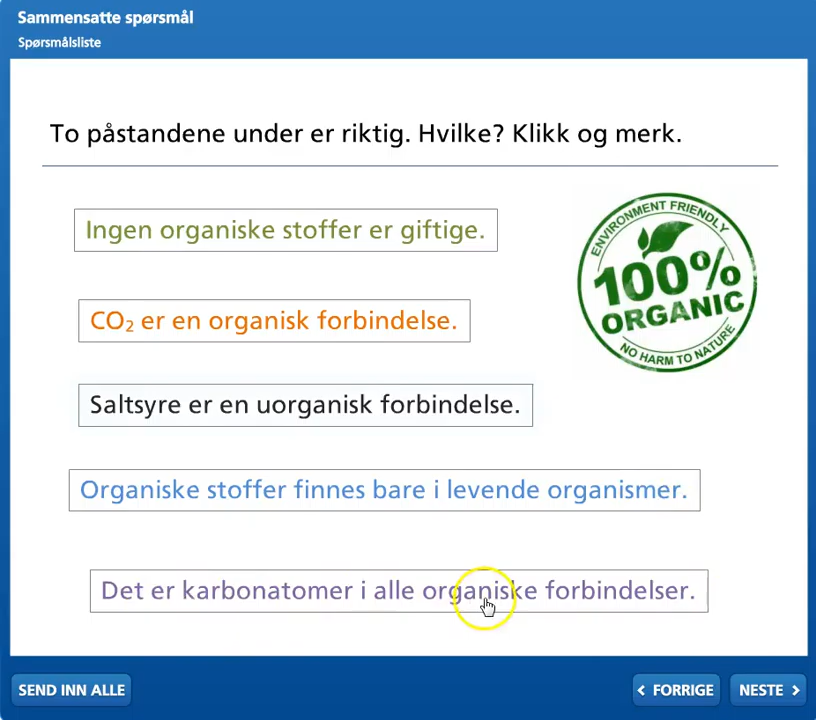 Sammensatte spørsmål
Spørsmålsliste
To påstandene under er riktig. Hvilke? Klikk og merk.
Ingen organiske stoffer er giftige.
ENVIRONMENT FRIENDLY
100%
ORGANIC
NO HARM TO NATURE
CO₂ er en organisk forbindelse.
Saltsyre er en uorganisk forbindelse.
Organiske stoffer finnes bare i levende organismer.
Det er karbonatomer i alle organiske forbindelser.
SEND INN ALLE
FORRIGE
NESTE